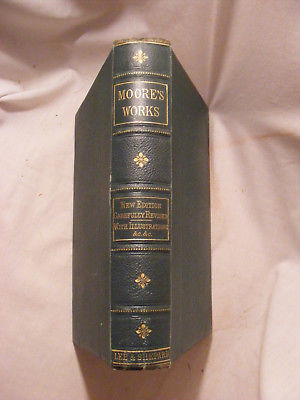 MOORE'S
WORKS
NEW EDITION
CAREFULLY REVISED
WITH ILLUSTRATIONS
&c. &c.
LEE & SHEPARD